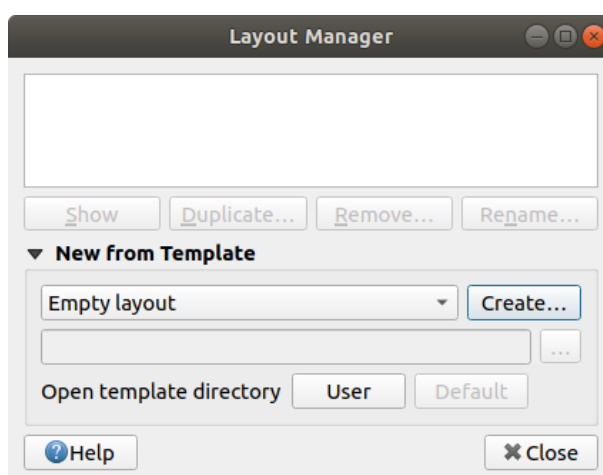 Layout Manager
Show Duplicate... Remove... Rename...
New from Template
Empty layout Create...
...
Open template directory User Default
Help Close